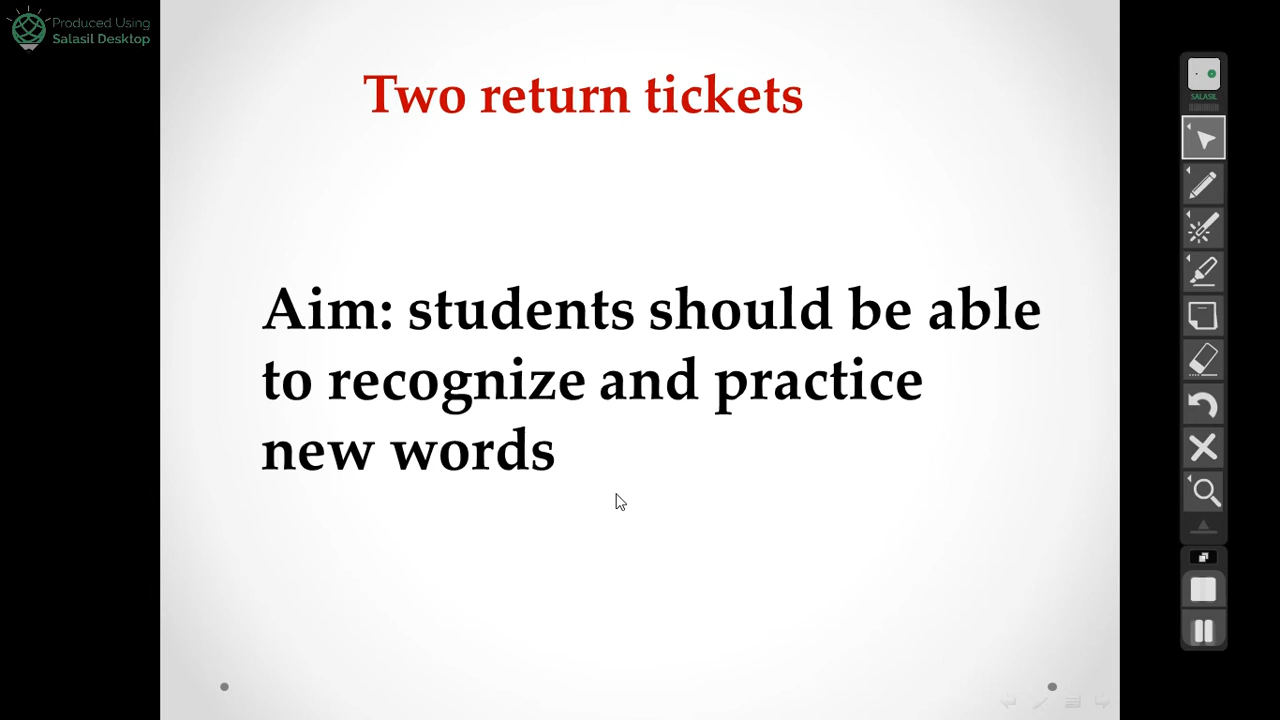 Produced Using
Salasil Desktop
Two return tickets
SALASIL
Aim: students should be able
to recognize and practice
new words